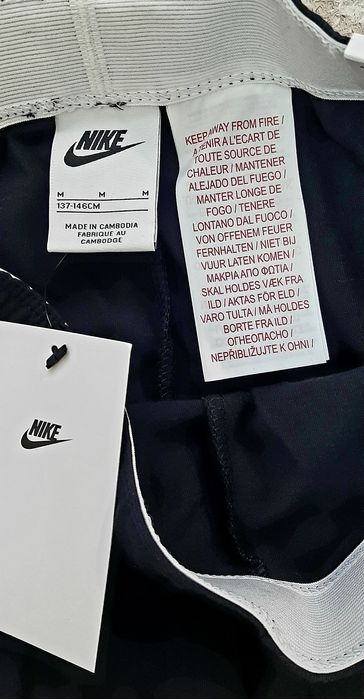 NIKE
M M M
137-146CM
MADE IN CAMBODIA
FABRIQUE AU
CAMBODGE
KEEP AWAY FROM FIRE /
A TENIR A L'ECART DE
TOUTE SOURCE DE
CHALEUR / MANTENER
ALEJADO DEL FUEGO /
MANTER LONGE DE
FOGO / TENERE
LONTANO DAL FUOCO /
VON OFFENEM FEUER
FERNHALTEN / NIET BIJ
VUUR LATEN KOMEN /
ΜΑΚΡΙΑ ΑΠΟ ΦΩΤΙΑ /
SKAL HOLDES VÆK FRA
ILD / AKTAS FÖR ELD /
VARO TULTA / MÅ HOLDES
BORTE FRA ILD /
ОГНЕОПАСНО /
NEPŘIBLIŽUJTE K OHNI /
NIKE